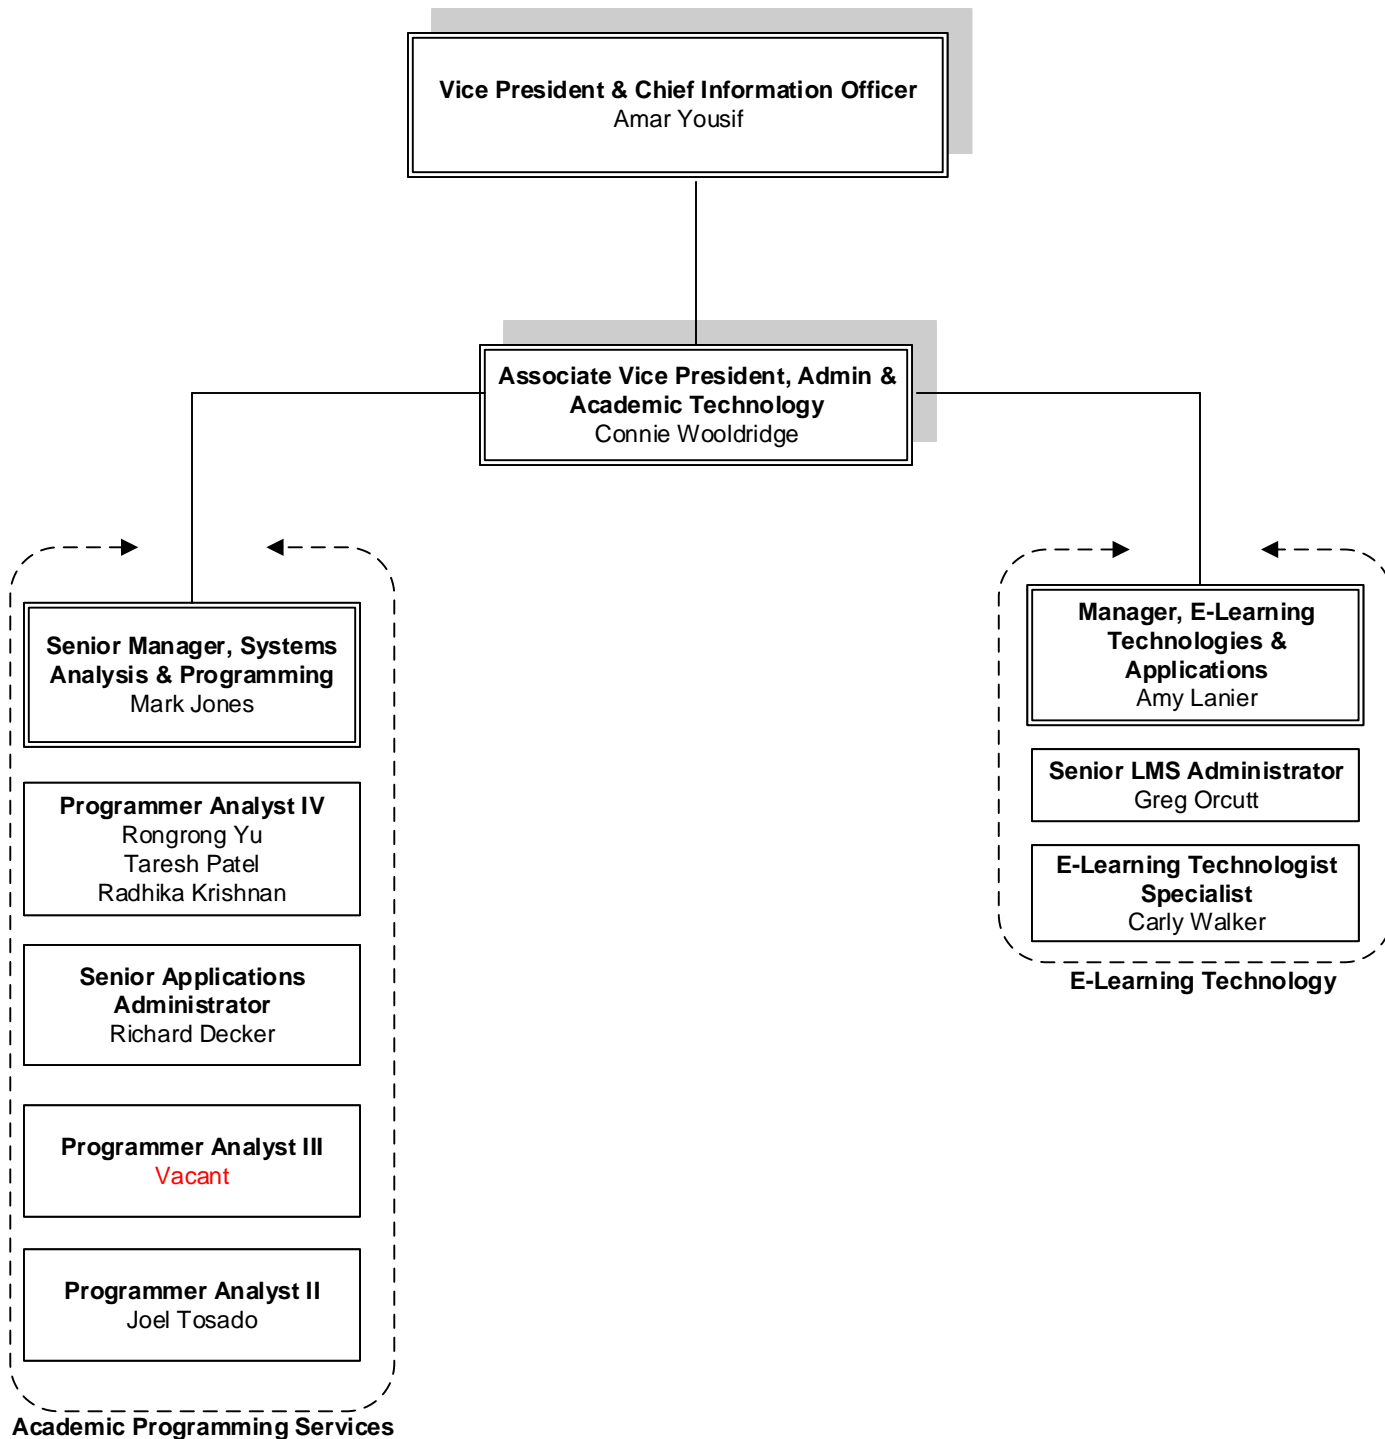 Vice President & Chief Information Officer
Amar Yousif
Associate Vice President, Admin &
Academic Technology
Connie Wooldridge
Senior Manager, Systems
Analysis & Programming
Mark Jones
Programmer Analyst IV
Rongrong Yu
Taresh Patel
Radhika Krishnan
Senior Applications
Administrator
Richard Decker
Programmer Analyst III
Vacant
Programmer Analyst II
Joel Tosado
Academic Programming Services
Manager, E-Learning
Technologies &
Applications
Amy Lanier
Senior LMS Administrator
Greg Orcutt
E-Learning Technologist
Specialist
Carly Walker
E-Learning Technology